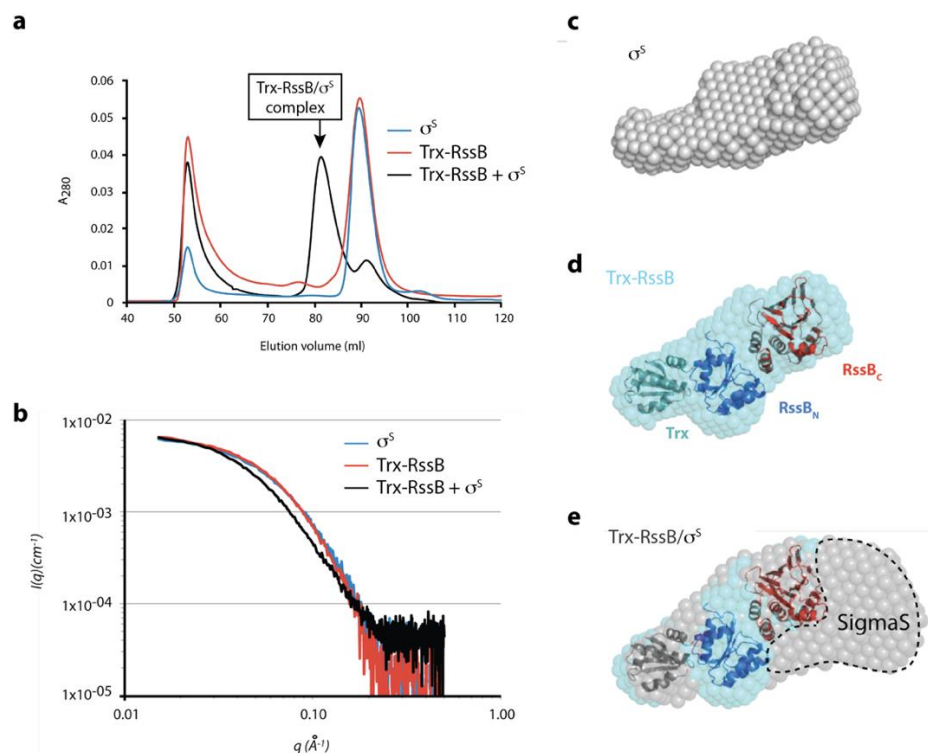 a
Trx-RssB/σS
complex
σS
Trx-RssB
Trx-RssB + σS
A280
0.06
0.05
0.04
0.03
0.02
0.01
0
40 50 60 70 80 90 100 110 120
Elution volume (ml)
b
σS
Trx-RssB
Trx-RssB + σS
I(q)(cm-1)
1x10-02
1x10-03
1x10-04
1x10-05
0.01 0.10 1.00
q (Å-1)
c
σS
d
Trx-RssB
RssBC
RssBN
Trx
e
Trx-RssB/σS
SigmaS